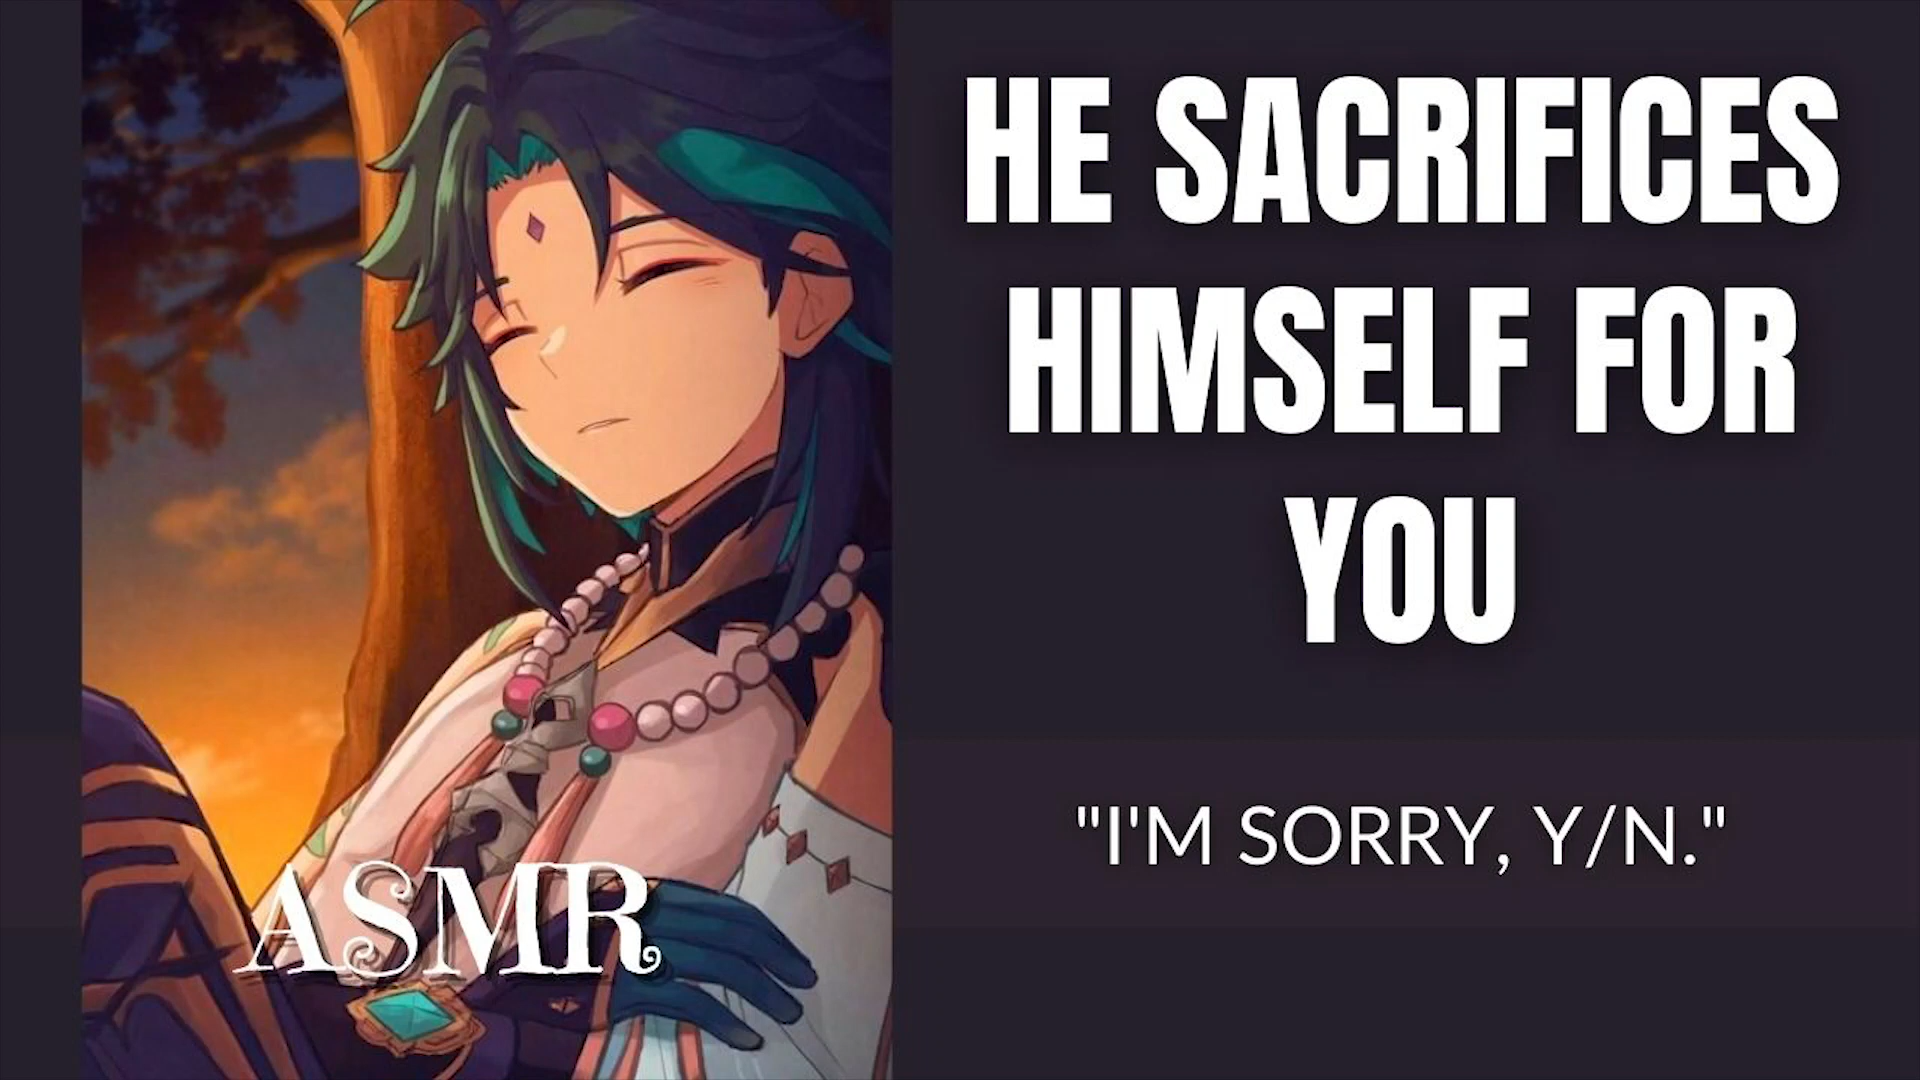 HE SACRIFICES
HIMSELF FOR
YOU
"I'M SORRY, Y/N."
ASMR